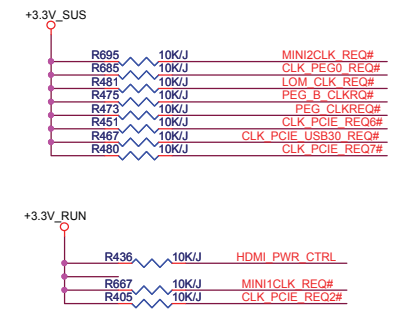 +3.3V_SUS
R695 10K/J MINI2CLK_REQ#
R685 10K/J CLK_PEG0_REQ#
R481 10K/J LOM_CLK_REQ#
R475 10K/J PEG_B_CLKRQ#
R473 10K/J PEG_CLKREQ#
R451 10K/J CLK_PCIE_REQ6#
R467 10K/J CLK_PCIE_USB30_REQ#
R480 10K/J CLK_PCIE_REQ7#
+3.3V_RUN
R436 10K/J HDMI_PWR_CTRL
R667 10K/J MINI1CLK_REQ#
R405 10K/J CLK_PCIE_REQ2#